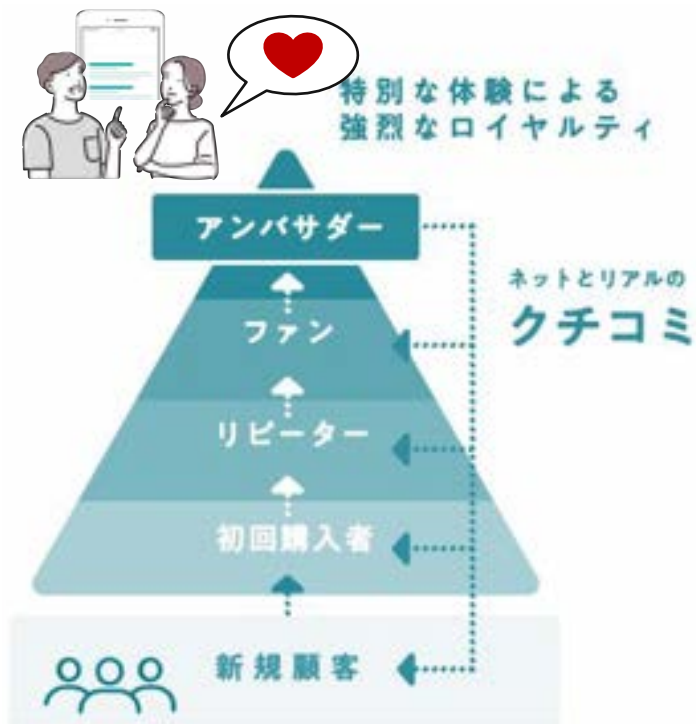 特別な体験による
強烈なロイヤルティ
アンバサダー
ネットとリアルの
クチコミ
ファン
リピーター
初回購入者
新規顧客